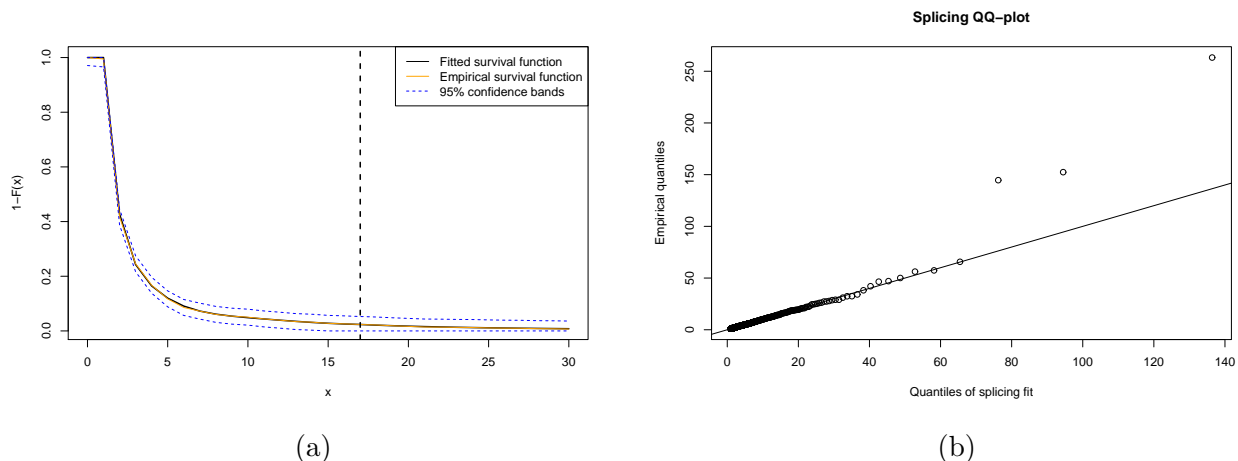 Splicing QQ−plot
1.0
0.8
0.6
0.4
0.2
0.0
1−F(x)
Fitted survival function
Empirical survival function
95% confidence bands
0 5 10 15 20 25 30
x
(a)
250
200
150
100
50
0
Empirical quantiles
0 20 40 60 80 100 120 140
Quantiles of splicing fit
(b)